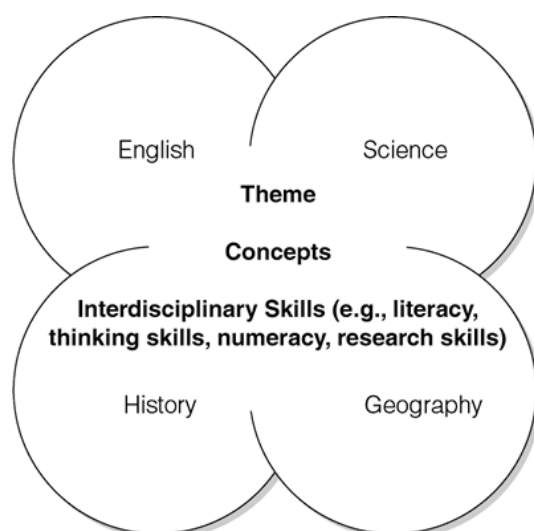 English
Science
Theme
Concepts
Interdisciplinary Skills (e.g., literacy,
thinking skills, numeracy, research skills)
History
Geography